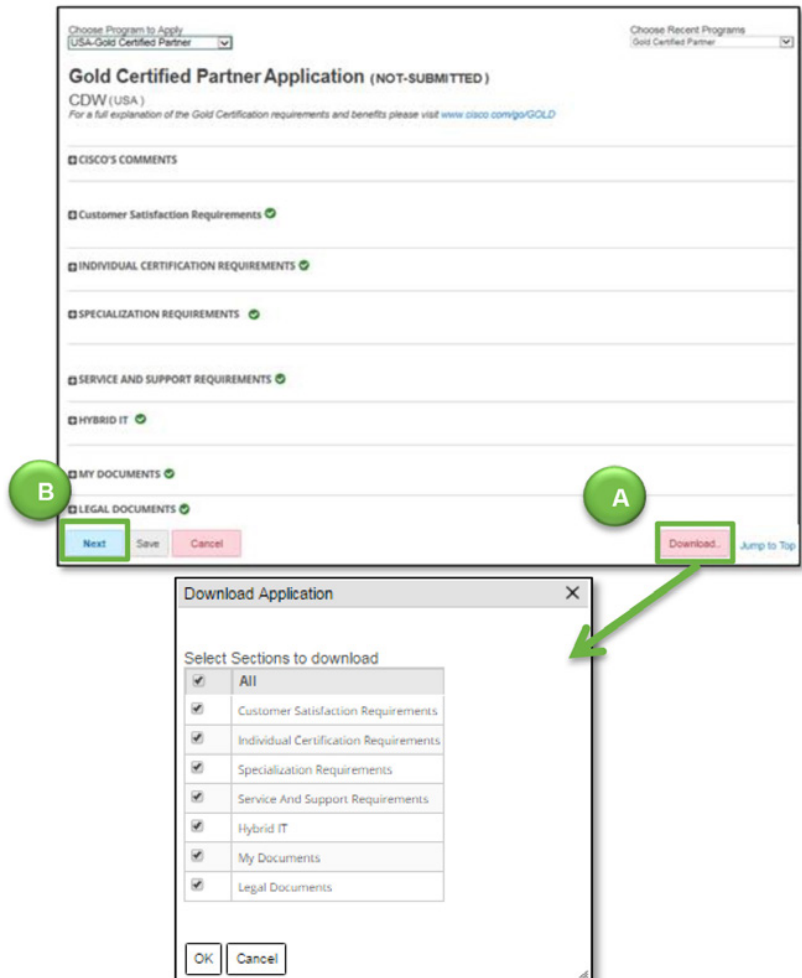 Choose Program to Apply
USA-Gold Certified Partner
Choose Recent Programs
Gold Certified Partner
Gold Certified Partner Application (NOT-SUBMITTED)
CDW (USA)
For a full explanation of the Gold Certification requirements and benefits please visit www.cisco.com/go/GOLD
CISCO'S COMMENTS
Customer Satisfaction Requirements
INDIVIDUAL CERTIFICATION REQUIREMENTS
SPECIALIZATION REQUIREMENTS
SERVICE AND SUPPORT REQUIREMENTS
HYBRID IT
MY DOCUMENTS
B
A
LEGAL DOCUMENTS
Next Save Cancel Download.. Jump to Top
Download Application
Select Sections to download
All
Customer Satisfaction Requirements
Individual Certification Requirements
Specialization Requirements
Service And Support Requirements
Hybrid IT
My Documents
Legal Documents
OK Cancel